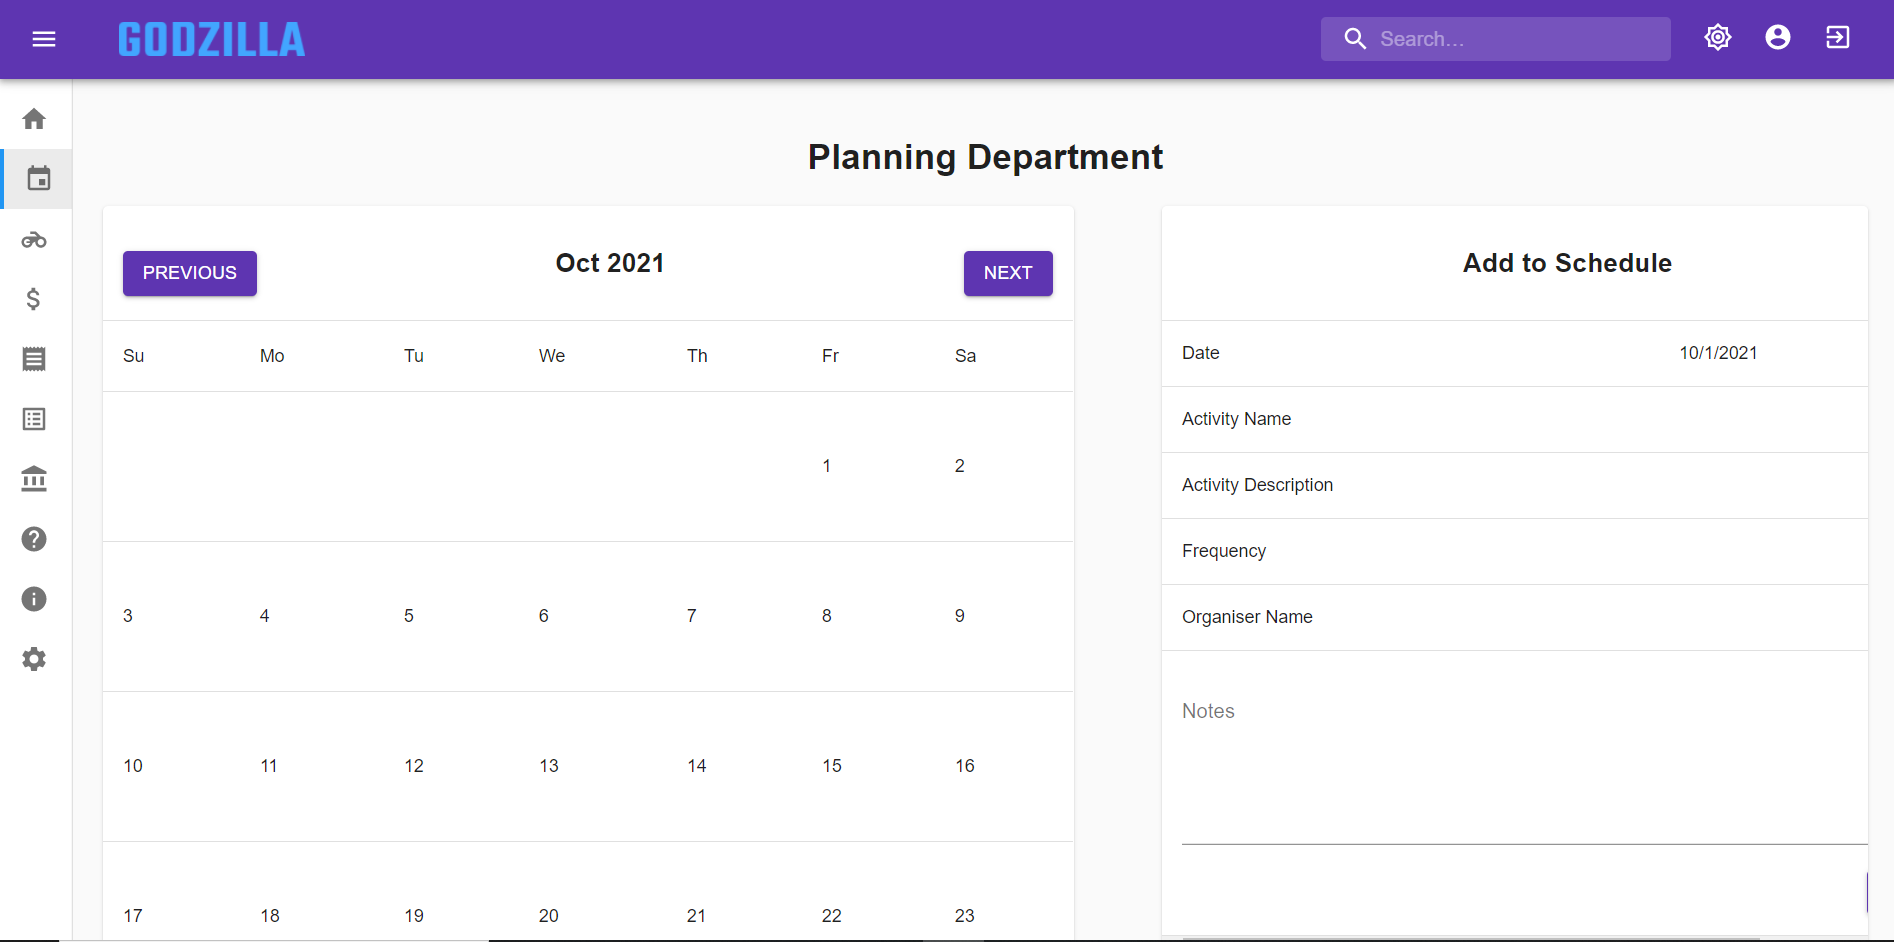 GODZILLA
Search...
Planning Department
PREVIOUS
Oct 2021
NEXT
Su Mo Tu We Th Fr Sa
1 2
3 4 5 6 7 8 9
10 11 12 13 14 15 16
17 18 19 20 21 22 23
Add to Schedule
Date 10/1/2021
Activity Name
Activity Description
Frequency
Organiser Name
Notes